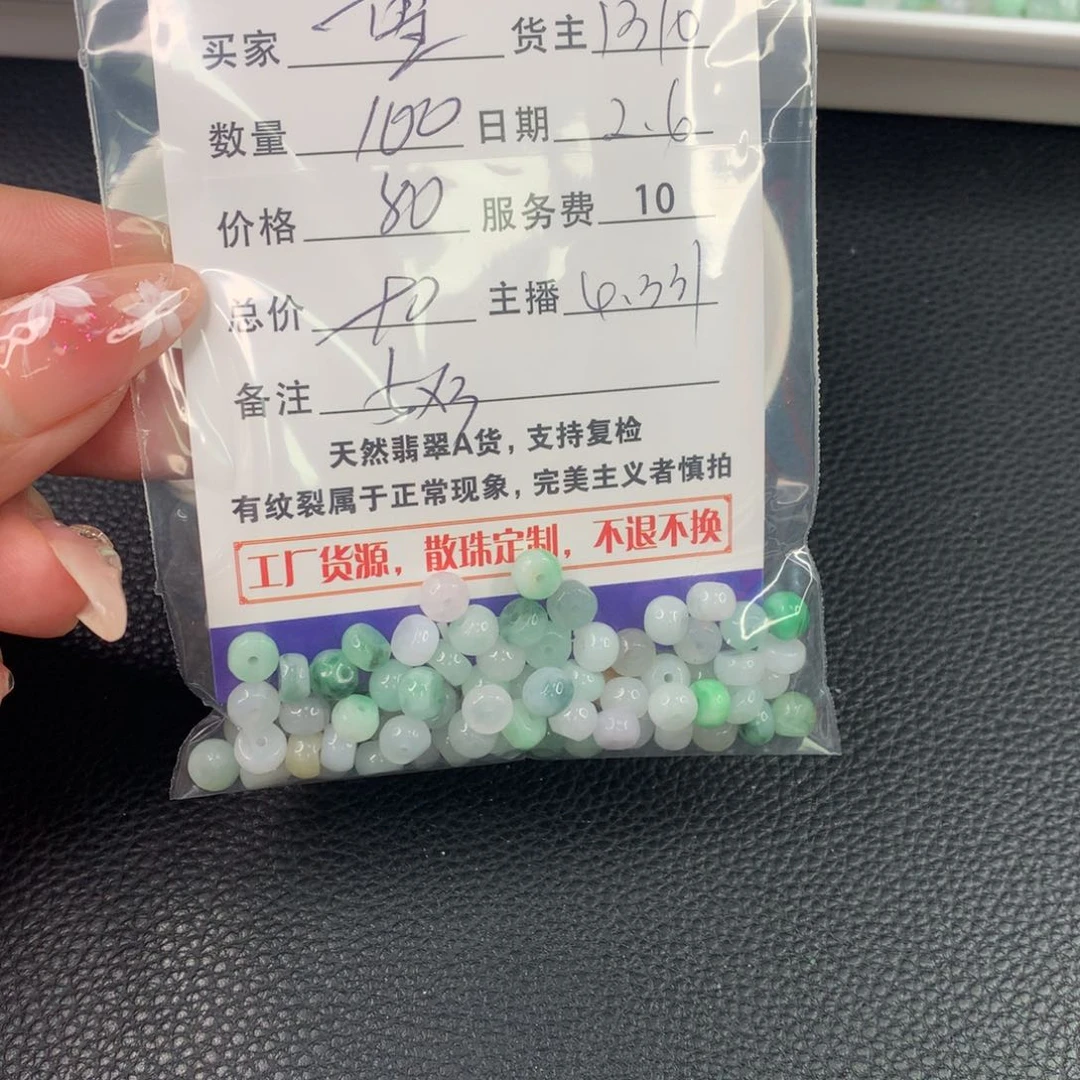 买家 货主 1310
数量 100 日期 2.6
价格 80 服务费 10
总价 主播
备注
天然翡翠A货，支持复检
有纹裂属于正常现象，完美主义者慎拍
工厂货源，散珠定制，不退不换